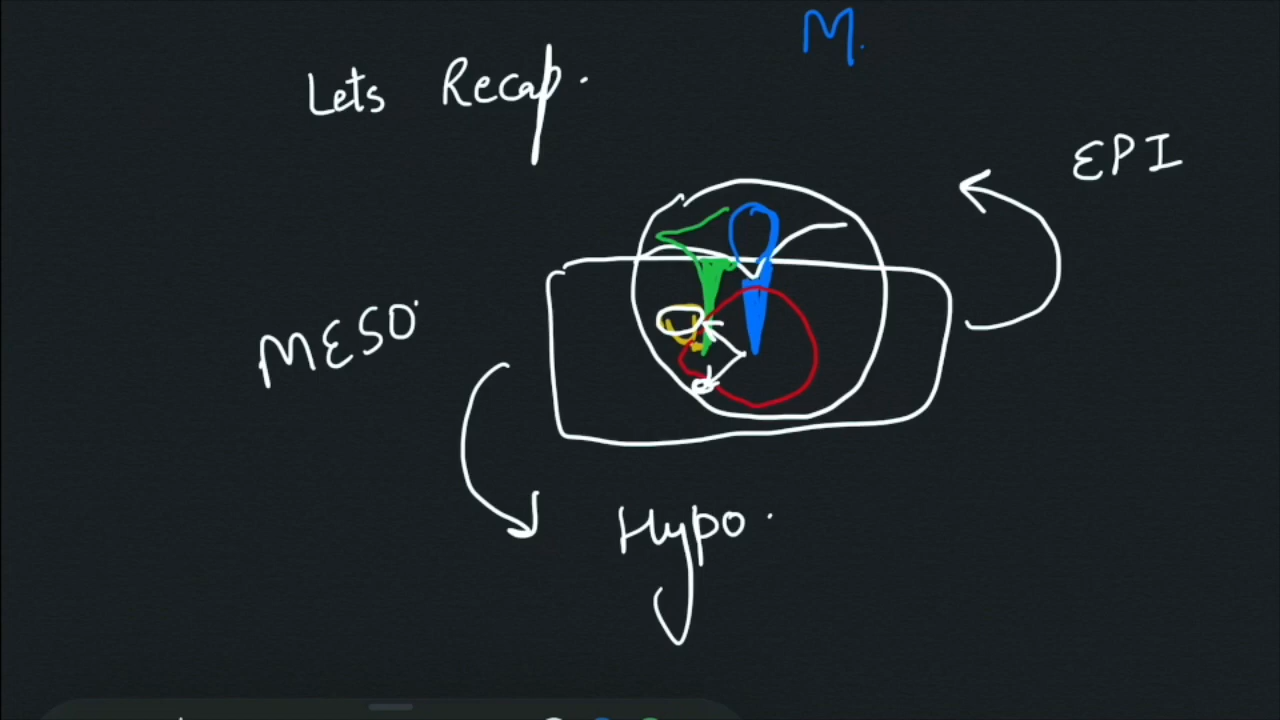 M.
Lets Recap.
EPI
MESO
Hypo.